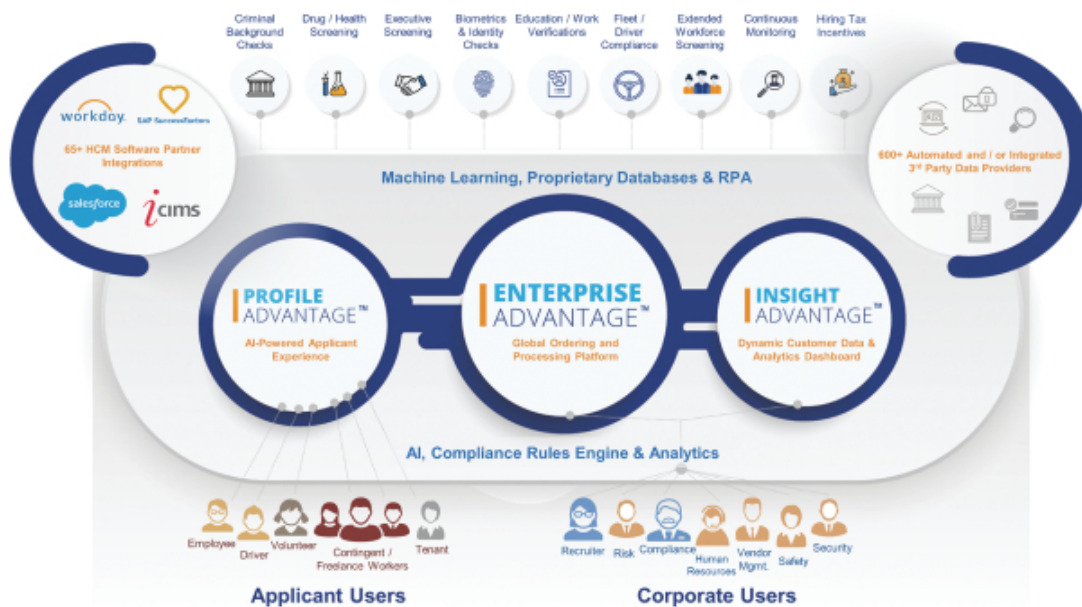 Criminal
Background
Checks
Drug / Health
Screening
Executive
Screening
Biometrics
& Identity
Checks
Education / Work
Verifications
Fleet /
Driver
Compliance
Extended
Workforce
Screening
Continuous
Monitoring
Hiring Tax
Incentives
workday.
SAP SuccessFactors
65+ HCM Software Partner
Integrations
salesforce
icims
600+ Automated and / or Integrated
3rd Party Data Providers
Machine Learning, Proprietary Databases & RPA
PROFILE
ADVANTAGE™
AI-Powered Applicant
Experience
ENTERPRISE
ADVANTAGE™
Global Ordering and
Processing Platform
INSIGHT
ADVANTAGE™
Dynamic Customer Data &
Analytics Dashboard
AI, Compliance Rules Engine & Analytics
Employee
Driver
Volunteer
Contingent /
Freelance Workers
Tenant
Recruiter
Risk
Compliance
Human
Resources
Vendor
Mgmt.
Safety
Security
Applicant Users
Corporate Users